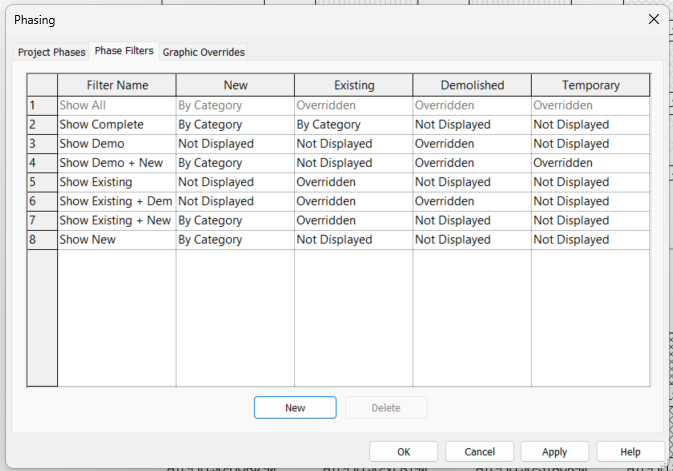 Phasing
Project Phases Phase Filters Graphic Overrides
Filter Name New Existing Demolished Temporary
1 Show All By Category Overridden Overridden Overridden
2 Show Complete By Category By Category Not Displayed Not Displayed
3 Show Demo Not Displayed Not Displayed Overridden Not Displayed
4 Show Demo + New By Category Not Displayed Overridden Overridden
5 Show Existing Not Displayed Overridden Not Displayed Not Displayed
6 Show Existing + Dem Not Displayed Overridden Overridden Not Displayed
7 Show Existing + New By Category Overridden Not Displayed Not Displayed
8 Show New By Category Not Displayed Not Displayed Not Displayed
New Delete
OK Cancel Apply Help